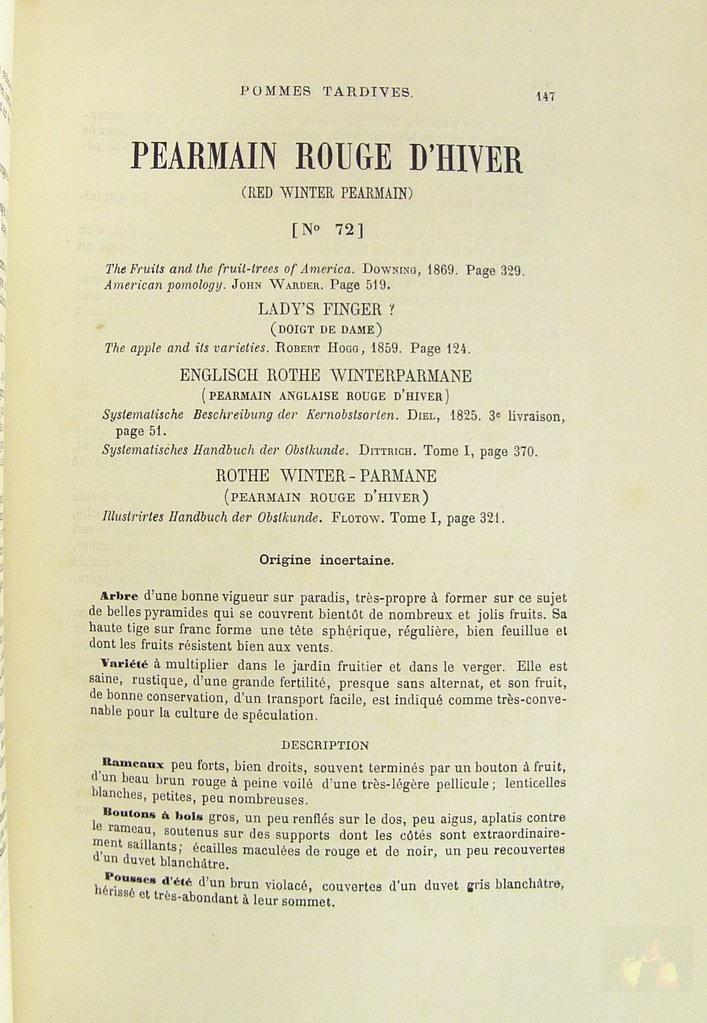 POMMES TARDIVES.
147
PEARMAIN ROUGE D'HIVER
(RED WINTER PEARMAIN)
[No 72]
The Fruits and the fruit-trees of America. DOWNING, 1869. Page 329.
American pomology. JOHN WARDER. Page 519.
LADY'S FINGER ?
(DOIGT DE DAME)
The apple and its varieties. ROBERT HOGG, 1859. Page 124.
ENGLISCH ROTHE WINTERPARMANE
(PEARMAIN ANGLAISE ROUGE D'HIVER)
Systematische Beschreibung der Kernobstsorten. DIEL, 1825. 3e livraison,
page 51.
Systematisches Handbuch der Obstkunde. DITTRICH. Tome I, page 370.
ROTHE WINTER-PARMANE
(PEARMAIN ROUGE D'HIVER)
Illustrirtes Handbuch der Obstkunde. FLOTOW. Tome I, page 321.
Origine incertaine.
Arbre d'une bonne vigueur sur paradis, très-propre à former sur ce sujet
de belles pyramides qui se couvrent bientôt de nombreux et jolis fruits. Sa
haute tige sur franc forme une tête sphérique, régulière, bien feuillue et
dont les fruits résistent bien aux vents.
Variété à multiplier dans le jardin fruitier et dans le verger. Elle est
saine, rustique, d'une grande fertilité, presque sans alternat, et son fruit,
de bonne conservation, d'un transport facile, est indiqué comme très-conve-
nable pour la culture de spéculation.
DESCRIPTION
Rameaux peu forts, bien droits, souvent terminés par un bouton à fruit,
d'un beau brun rouge à peine voilé d'une très-légère pellicule; lenticelles
blanches, petites, peu nombreuses.
Boutons à bois gros, un peu renflés sur le dos, peu aigus, aplatis contre
le rameau, soutenus sur des supports dont les côtés sont extraordinaire-
ment saillants; écailles maculées de rouge et de noir, un peu recouvertes
d'un duvet blanchâtre.
Pousses d'été d'un brun violacé, couvertes d'un duvet gris blanchâtre,
hérissé et très-abondant à leur sommet.